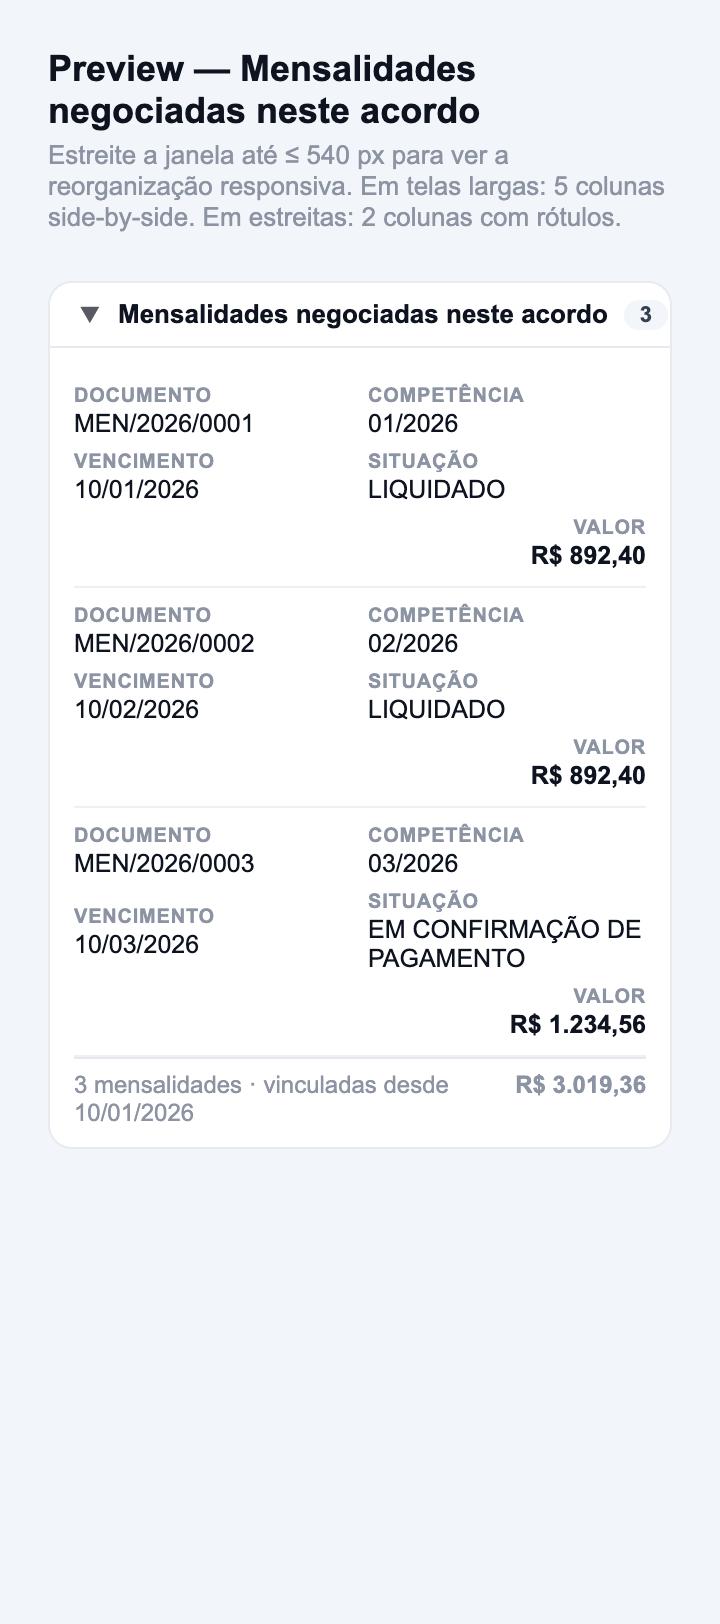 Preview — Mensalidades
negociadas neste acordo
Estreite a janela até ≤ 540 px para ver a
reorganização responsiva. Em telas largas: 5 colunas
side-by-side. Em estreitas: 2 colunas com rótulos.
▼ Mensalidades negociadas neste acordo 3
DOCUMENTO COMPETÊNCIA
MEN/2026/0001 01/2026
VENCIMENTO SITUAÇÃO
10/01/2026 LIQUIDADO
VALOR
R$ 892,40
DOCUMENTO COMPETÊNCIA
MEN/2026/0002 02/2026
VENCIMENTO SITUAÇÃO
10/02/2026 LIQUIDADO
VALOR
R$ 892,40
DOCUMENTO COMPETÊNCIA
MEN/2026/0003 03/2026
VENCIMENTO SITUAÇÃO
10/03/2026 EM CONFIRMAÇÃO DE
PAGAMENTO
VALOR
R$ 1.234,56
3 mensalidades · vinculadas desde R$ 3.019,36
10/01/2026